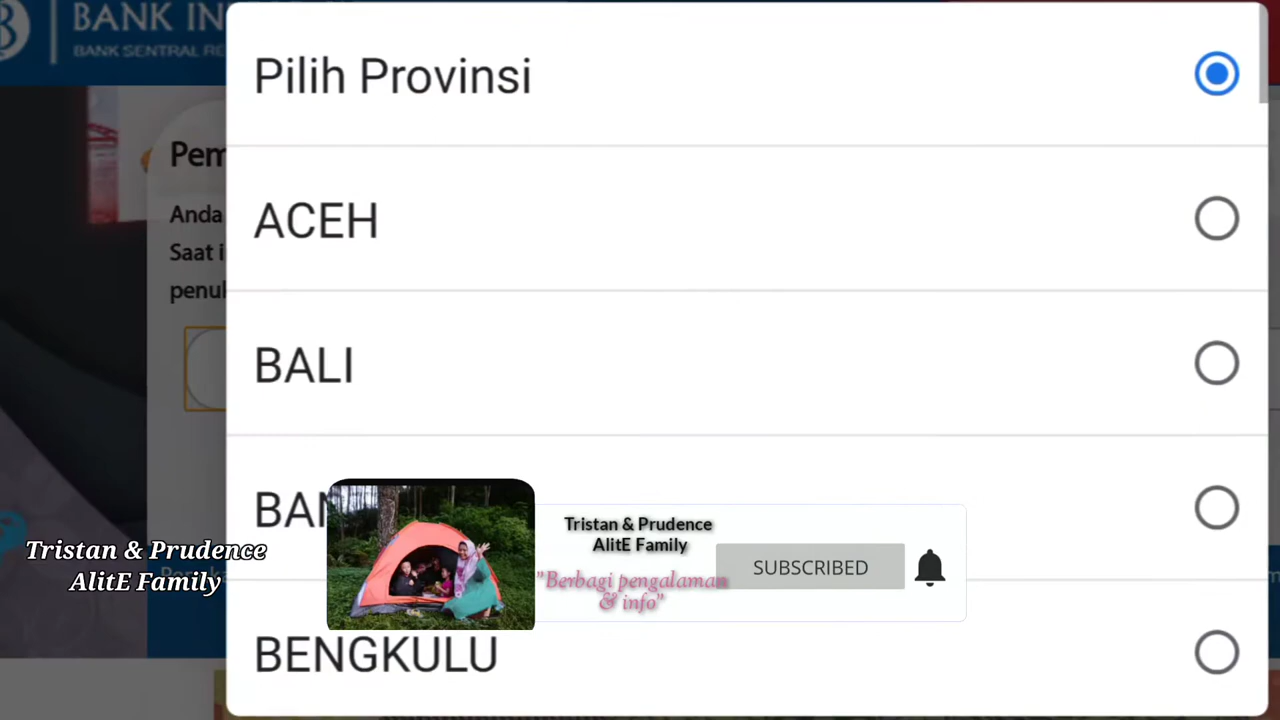 BANK IN
BANK SENTRAL RE
Pilih Provinsi
Pem
Anda
Saat i
penul
ACEH
BALI
BAN
BENGKULU
Tristan & Prudence
AlitE Family
Tristan & Prudence
AlitE Family
"Berbagi pengalaman
& info"
SUBSCRIBED